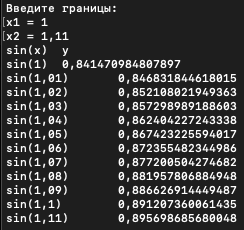 Введите границы:
[x1 = 1
[x2 = 1,11
sin(x) y
sin(1) 0,841470984807897
sin(1,01) 0,846831844618015
sin(1,02) 0,852108021949363
sin(1,03) 0,857298989188603
sin(1,04) 0,862404227243338
sin(1,05) 0,867423225594017
sin(1,06) 0,872355482344986
sin(1,07) 0,877200504274682
sin(1,08) 0,881957806884948
sin(1,09) 0,886626914449487
sin(1,1) 0,891207360061435
sin(1,11) 0,895698685680048